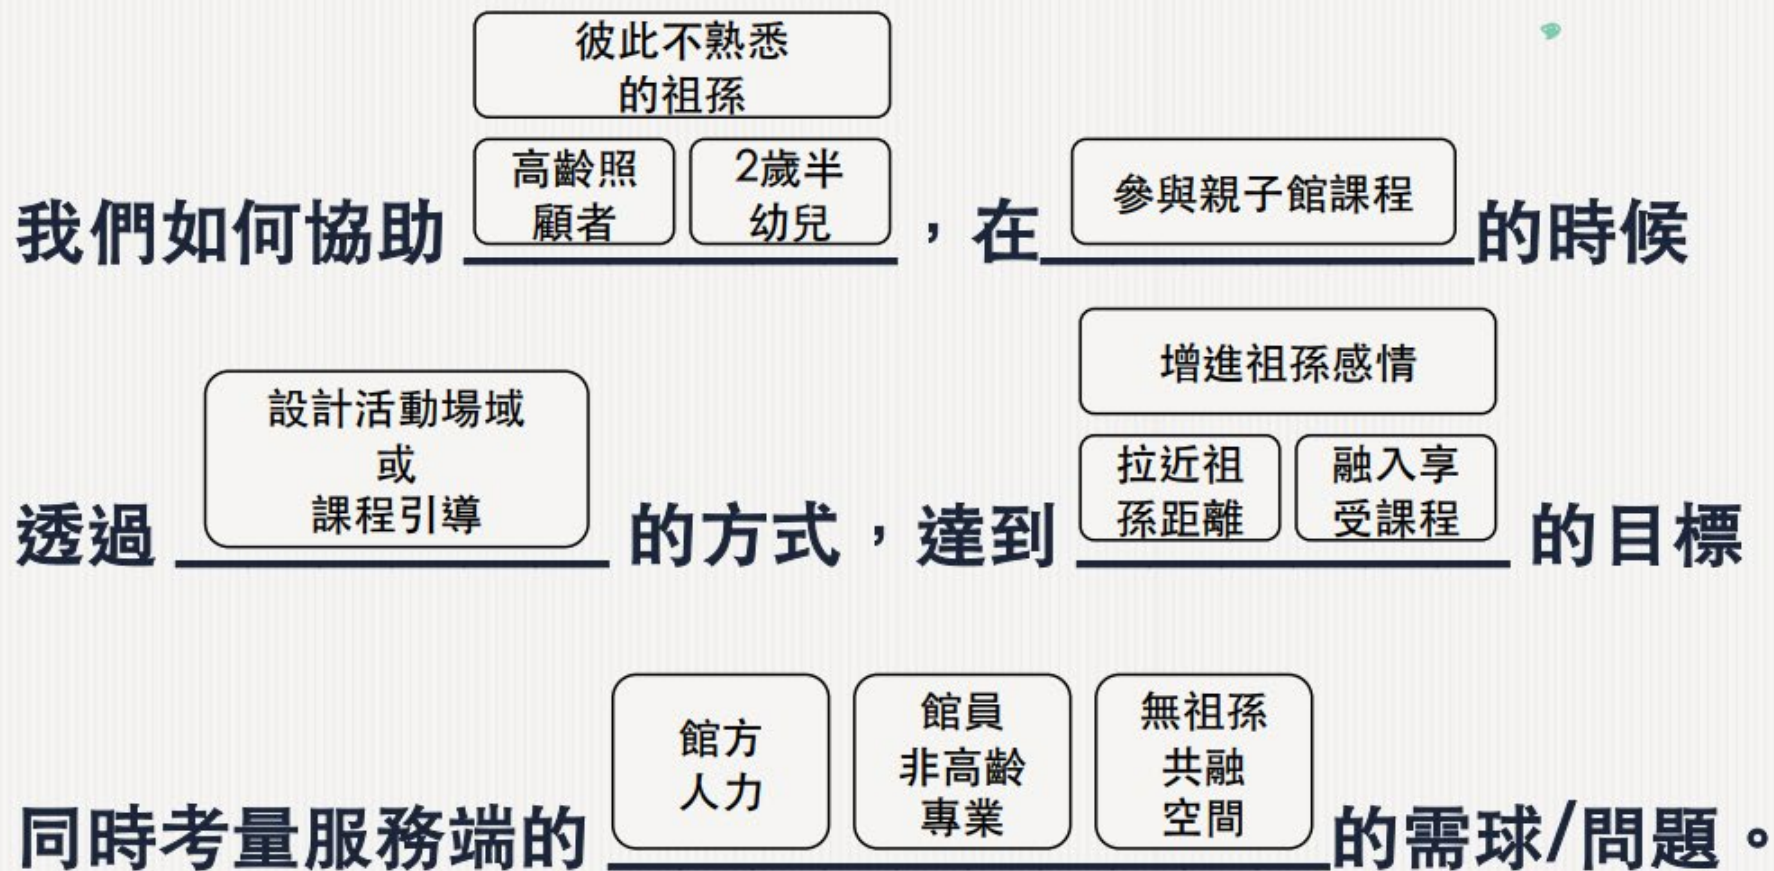 彼此不熟悉
的祖孫
高齡照
顧者
2歲半
幼兒
參與親子館課程
我們如何協助 ，在 的時候
增進祖孫感情
設計活動場域
或
課程引導
拉近祖
孫距離
融入享
受課程
透過 的方式，達到 的目標
館方
人力
館員
非高齡
專業
無祖孫
共融
空間
同時考量服務端的 的需球/問題。